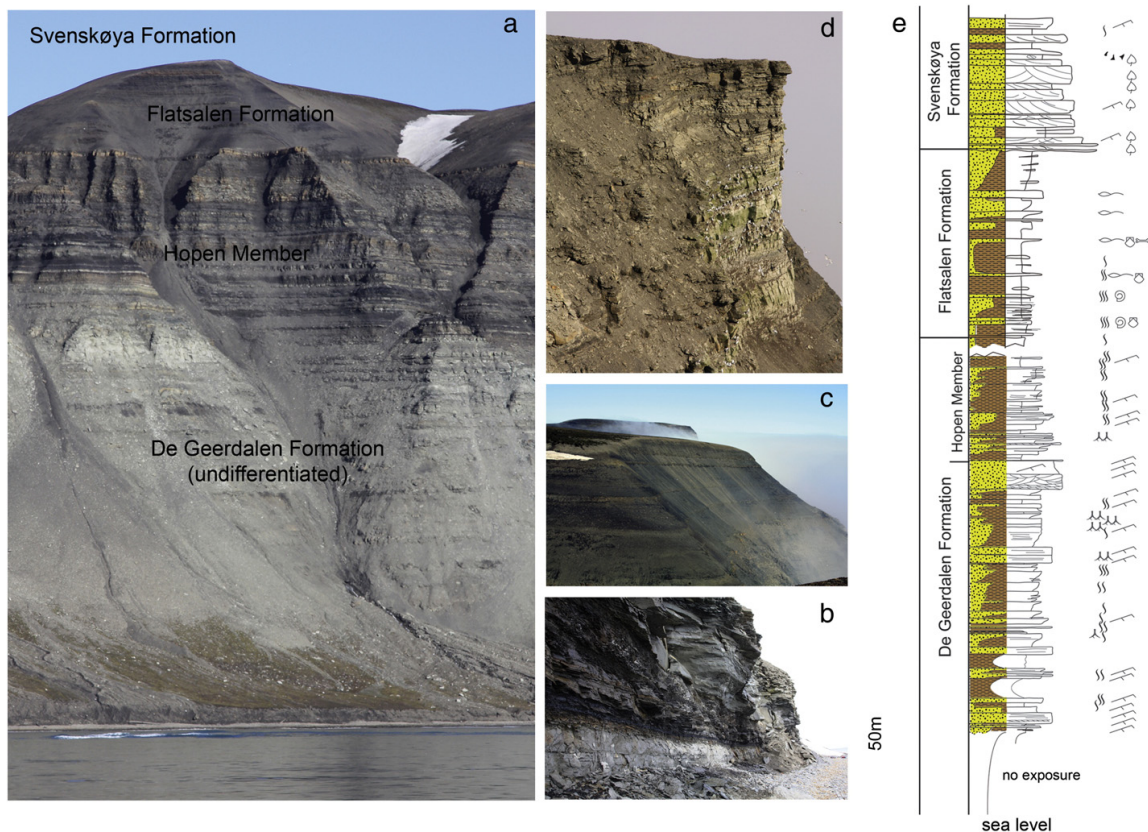 a
Svenskøya Formation
Flatsalen Formation
Hopen Member
De Geerdalen Formation
(undifferentiated)
d
c
b
e
Svenskøya
Formation
Flatsalen Formation
Hopen Member
De Geerdalen Formation
50m
no exposure
sea level